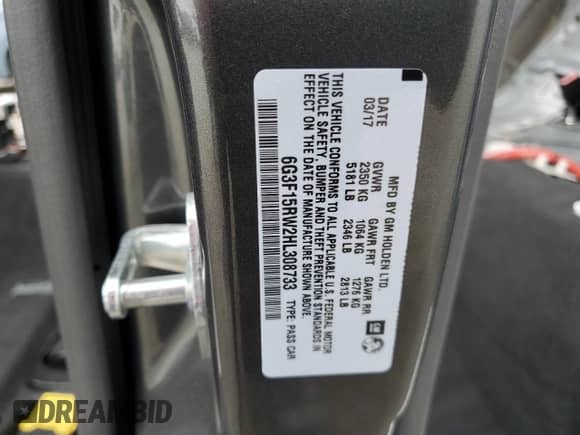 MFD BY GM HOLDEN LTD.
DATE GVWR GAWR FRT GAWR RR
03/17 2350 KG 1064 KG 1276 KG
5181 LB 2346 LB 2813 LB
GM
THIS VEHICLE CONFORMS TO ALL APPLICABLE U.S. FEDERAL MOTOR
VEHICLE SAFETY, BUMPER AND THEFT PREVENTION STANDARDS IN
EFFECT ON THE DATE OF MANUFACTURE SHOWN ABOVE.
6G3F15RW2HL308733 TYPE: PASS CAR
DREAMBID